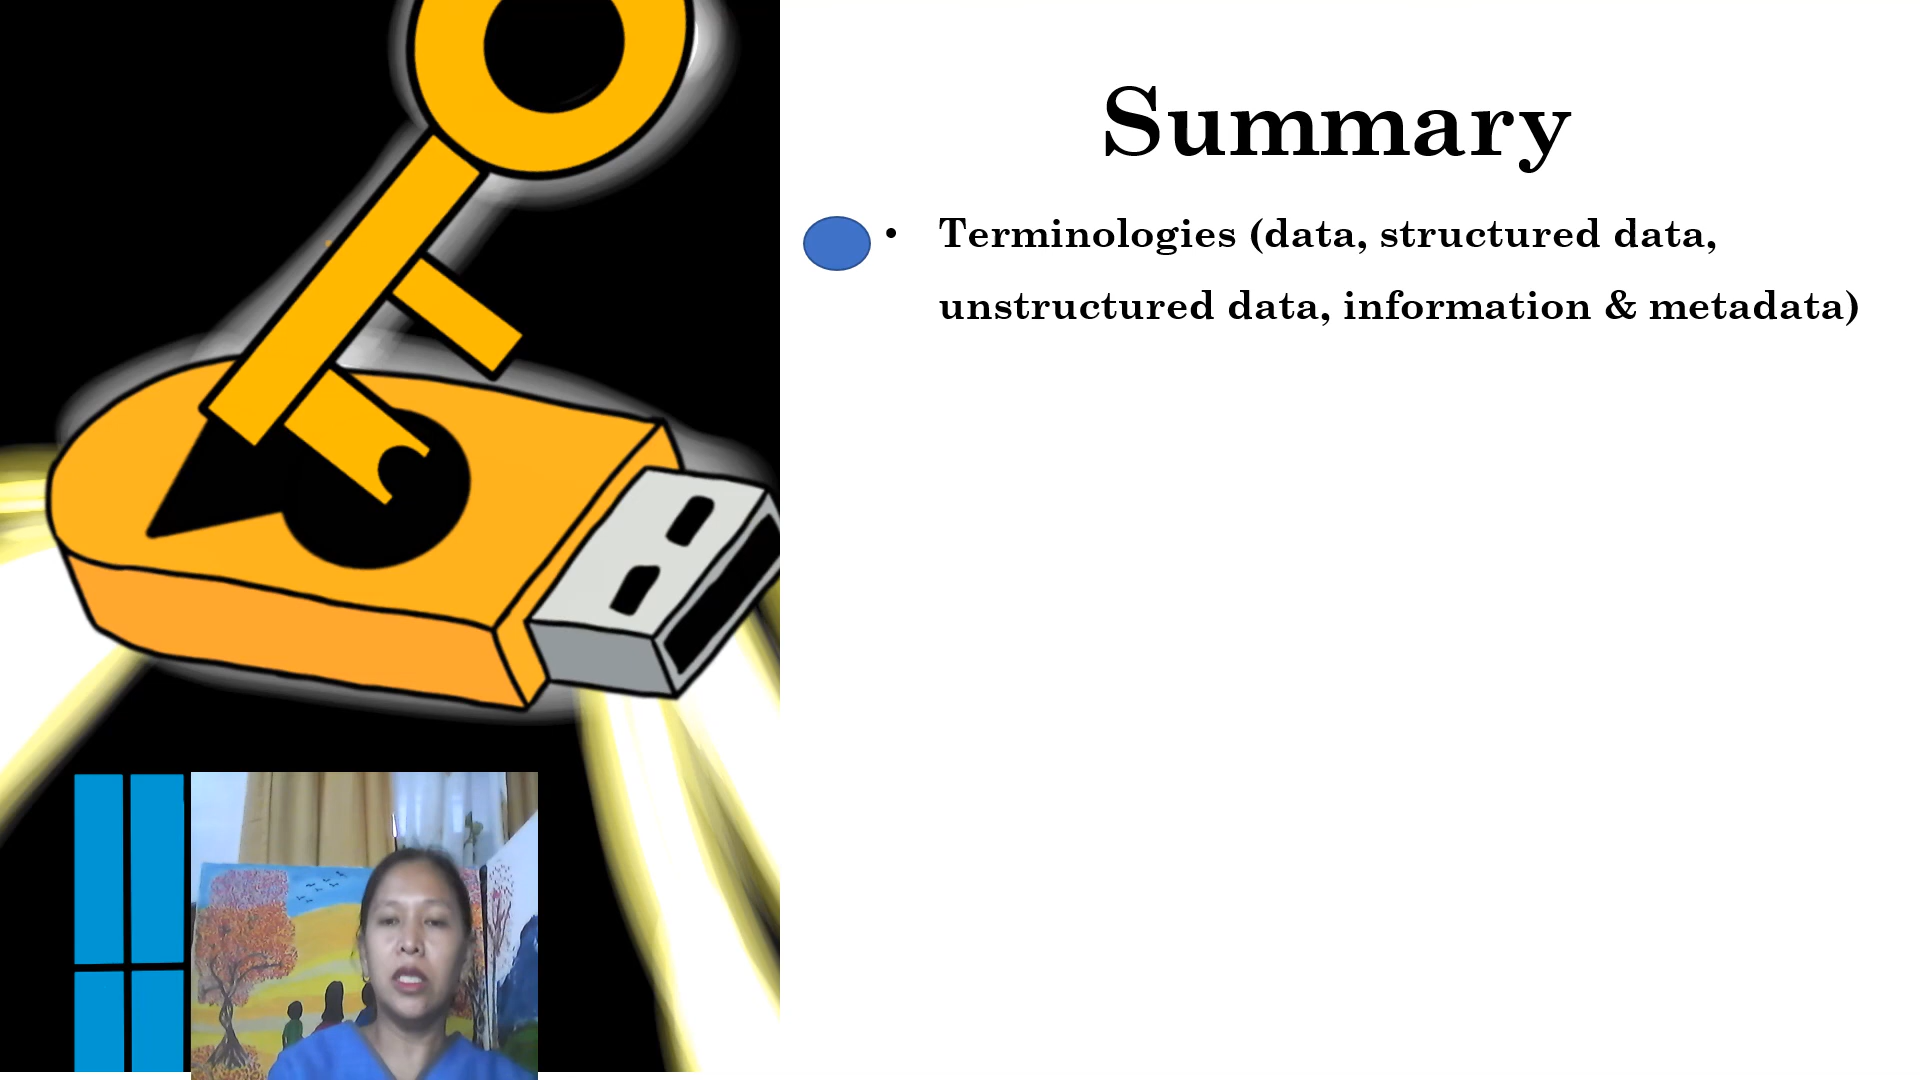 Summary
• Terminologies (data, structured data,
unstructured data, information & metadata)